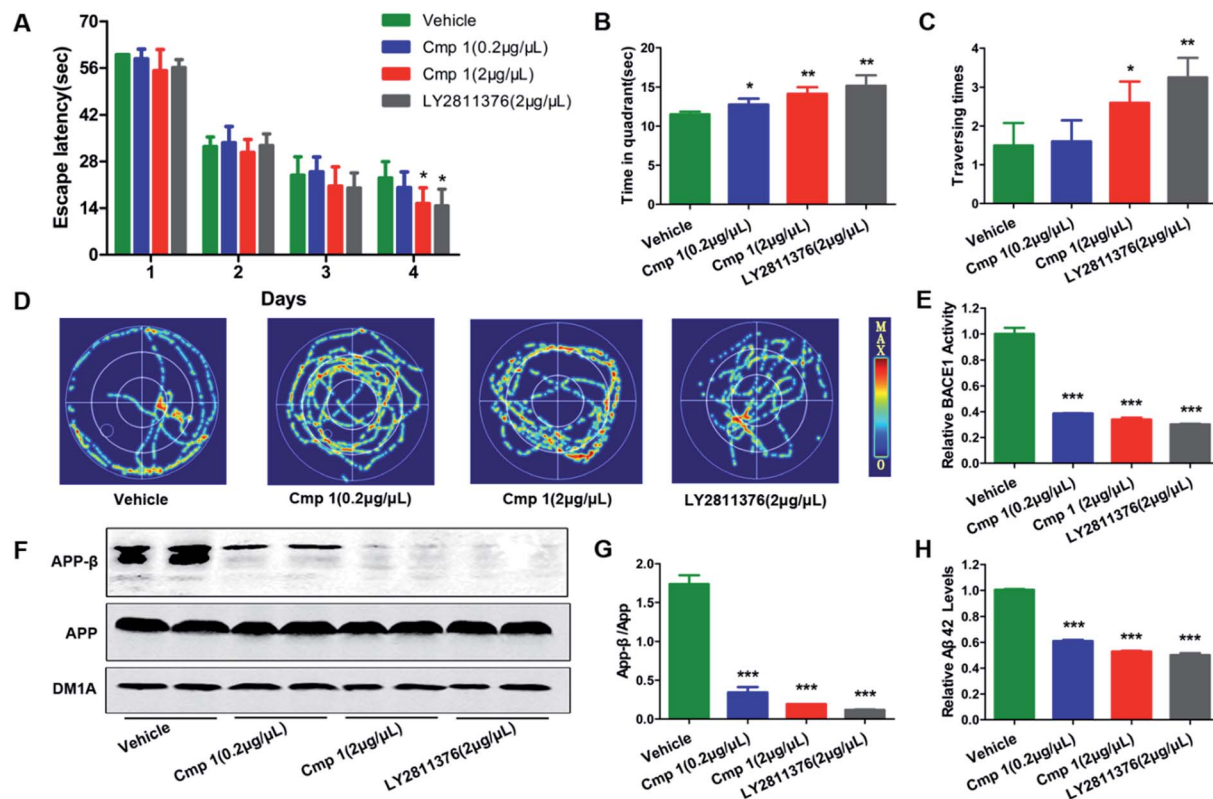 A
Escape latency(sec)
70
56
42
28
14
0
1 2 3 4
Days
Vehicle
Cmp 1(0.2µg/µL)
Cmp 1(2µg/µL)
LY2811376(2µg/µL)
* *
B
Time in quadrant(sec)
20
15
10
5
0
* ** **
Vehicle
Cmp 1(0.2µg/µL)
Cmp 1(2µg/µL)
LY2811376(2µg/µL)
C
Traversing times
4
3
2
1
0
* **
Vehicle
Cmp 1(0.2µg/µL)
Cmp 1(2µg/µL)
LY2811376(2µg/µL)
D
Vehicle
Cmp 1(0.2µg/µL)
Cmp 1(2µg/µL)
LY2811376(2µg/µL)
MAX
0
E
Relative BACE1 Activity
1.2
1.0
0.8
0.6
0.4
0.2
0.0
*** *** ***
Vehicle
Cmp 1(0.2µg/µL)
Cmp 1 (2µg/µL)
LY2811376(2µg/µL)
F
APP-β
APP
DM1A
Vehicle
Cmp 1(0.2µg/µL)
Cmp 1(2µg/µL)
LY2811376(2µg/µL)
G
App-β /App
2.0
1.5
1.0
0.5
0.0
*** *** ***
Vehicle
Cmp 1(0.2µg/µL)
Cmp 1(2µg/µL)
LY2811376(2µg/µL)
H
Relative Aβ 42 Levels
1.2
1.0
0.8
0.6
0.4
0.2
0.0
*** *** ***
Vehicle
Cmp 1(0.2µg/µL)
Cmp 1(2µg/µL)
LY2811376(2µg/µL)